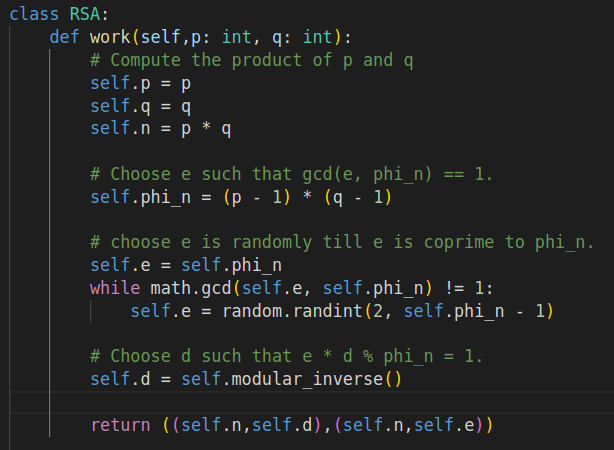 class RSA:
    def work(self,p: int, q: int):
        # Compute the product of p and q
        self.p = p
        self.q = q
        self.n = p * q

        # Choose e such that gcd(e, phi_n) == 1.
        self.phi_n = (p - 1) * (q - 1)

        # choose e is randomly till e is coprime to phi_n.
        self.e = self.phi_n
        while math.gcd(self.e, self.phi_n) != 1:
            self.e = random.randint(2, self.phi_n - 1)

        # Choose d such that e * d % phi_n = 1.
        self.d = self.modular_inverse()

        return ((self.n,self.d),(self.n,self.e))